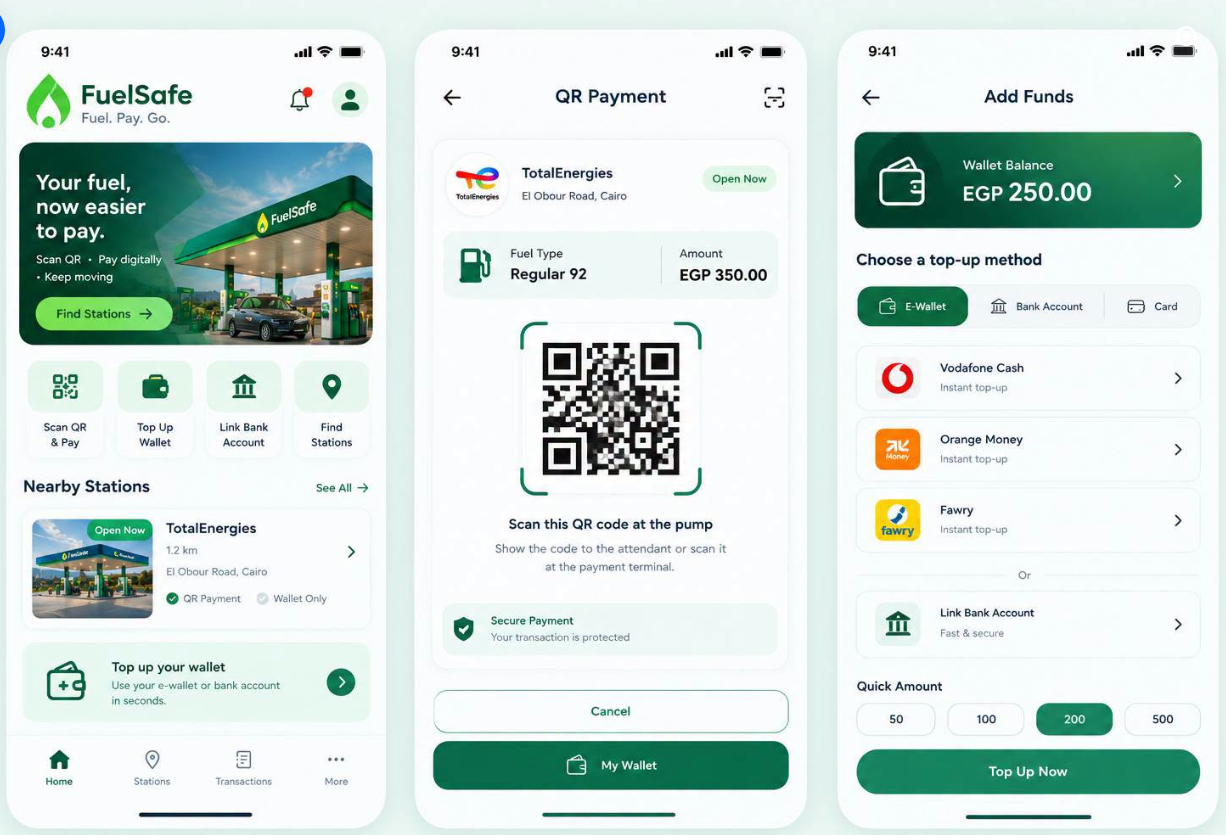 9:41
FuelSafe
Fuel. Pay. Go.
Your fuel,
now easier
to pay.
Scan QR • Pay digitally
• Keep moving
Find Stations →
FuelSafe
Scan QR
& Pay
Top Up
Wallet
Link Bank
Account
Find
Stations
Nearby Stations
See All →
Open Now
TotalEnergies
1.2 km
El Obour Road, Cairo
QR Payment
Wallet Only
Top up your wallet
Use your e-wallet or bank account
in seconds.
Home
Stations
Transactions
More
9:41
QR Payment
TotalEnergies
TotalEnergies
El Obour Road, Cairo
Open Now
Fuel Type
Regular 92
Amount
EGP 350.00
Scan this QR code at the pump
Show the code to the attendant or scan it
at the payment terminal.
Secure Payment
Your transaction is protected
Cancel
My Wallet
9:41
Add Funds
Wallet Balance
EGP 250.00
Choose a top-up method
E-Wallet
Bank Account
Card
Vodafone Cash
Instant top-up
Money
Orange Money
Instant top-up
fawry
Fawry
Instant top-up
Or
Link Bank Account
Fast & secure
Quick Amount
50
100
200
500
Top Up Now